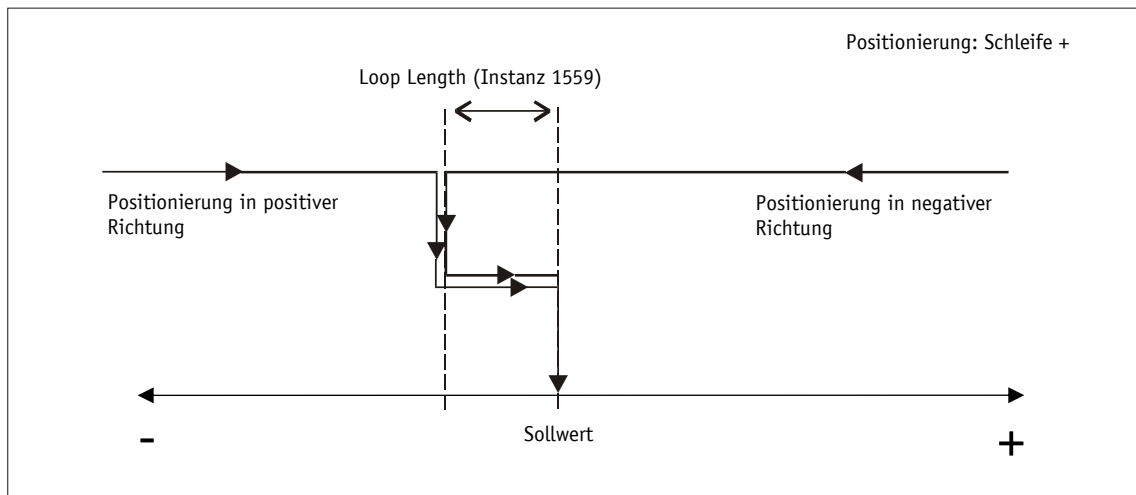 Positionierung: Schleife +
Loop Length (Instanz 1559)
Positionierung in positiver
Richtung
Positionierung in negativer
Richtung
Sollwert
-
+